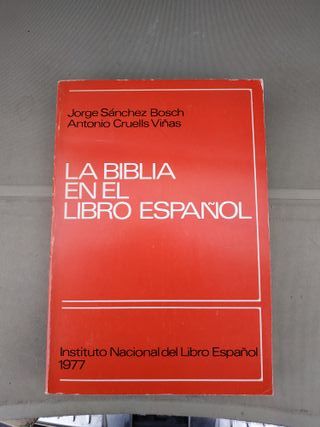 Jorge Sánchez Bosch
Antonio Cruells Viñas
LA BIBLIA
EN EL
LIBRO ESPAÑOL
Instituto Nacional del Libro Español
1977